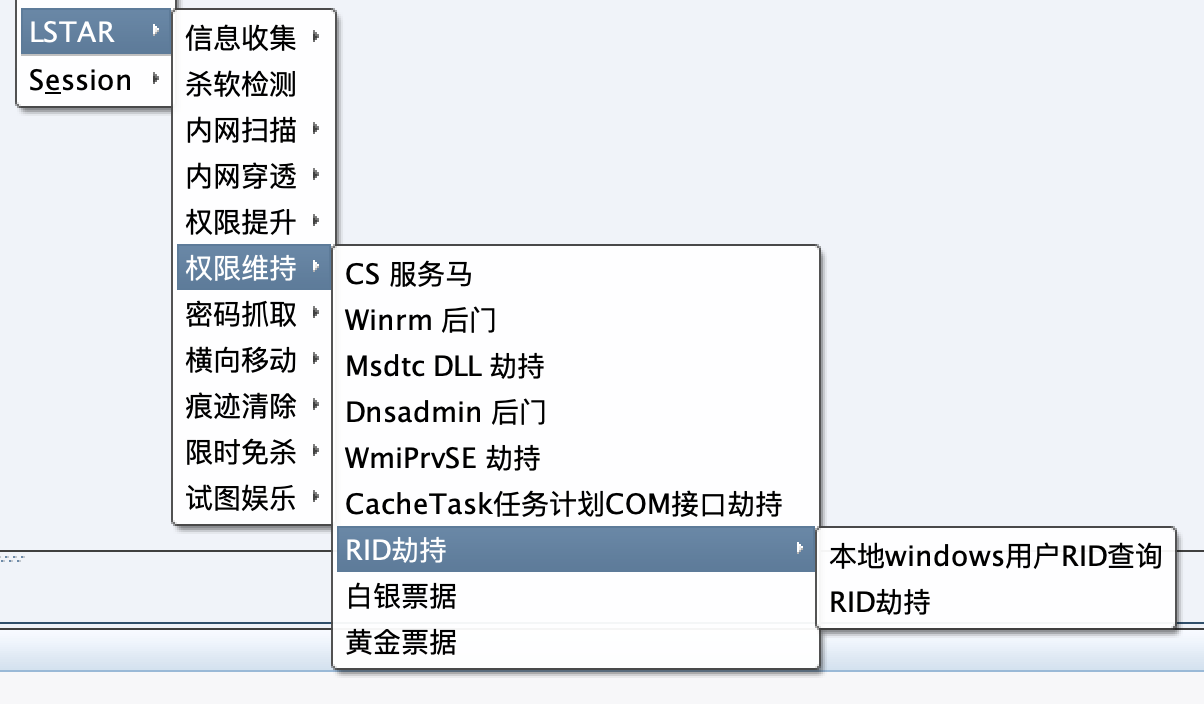 LSTAR
Session
信息收集
杀软检测
内网扫描
内网穿透
权限提升
权限维持
密码抓取
横向移动
痕迹清除
限时免杀
试图娱乐
CS 服务马
Winrm 后门
Msdtc DLL 劫持
Dnsadmin 后门
WmiPrvSE 劫持
CacheTask任务计划COM接口劫持
RID劫持
白银票据
黄金票据
本地windows用户RID查询
RID劫持